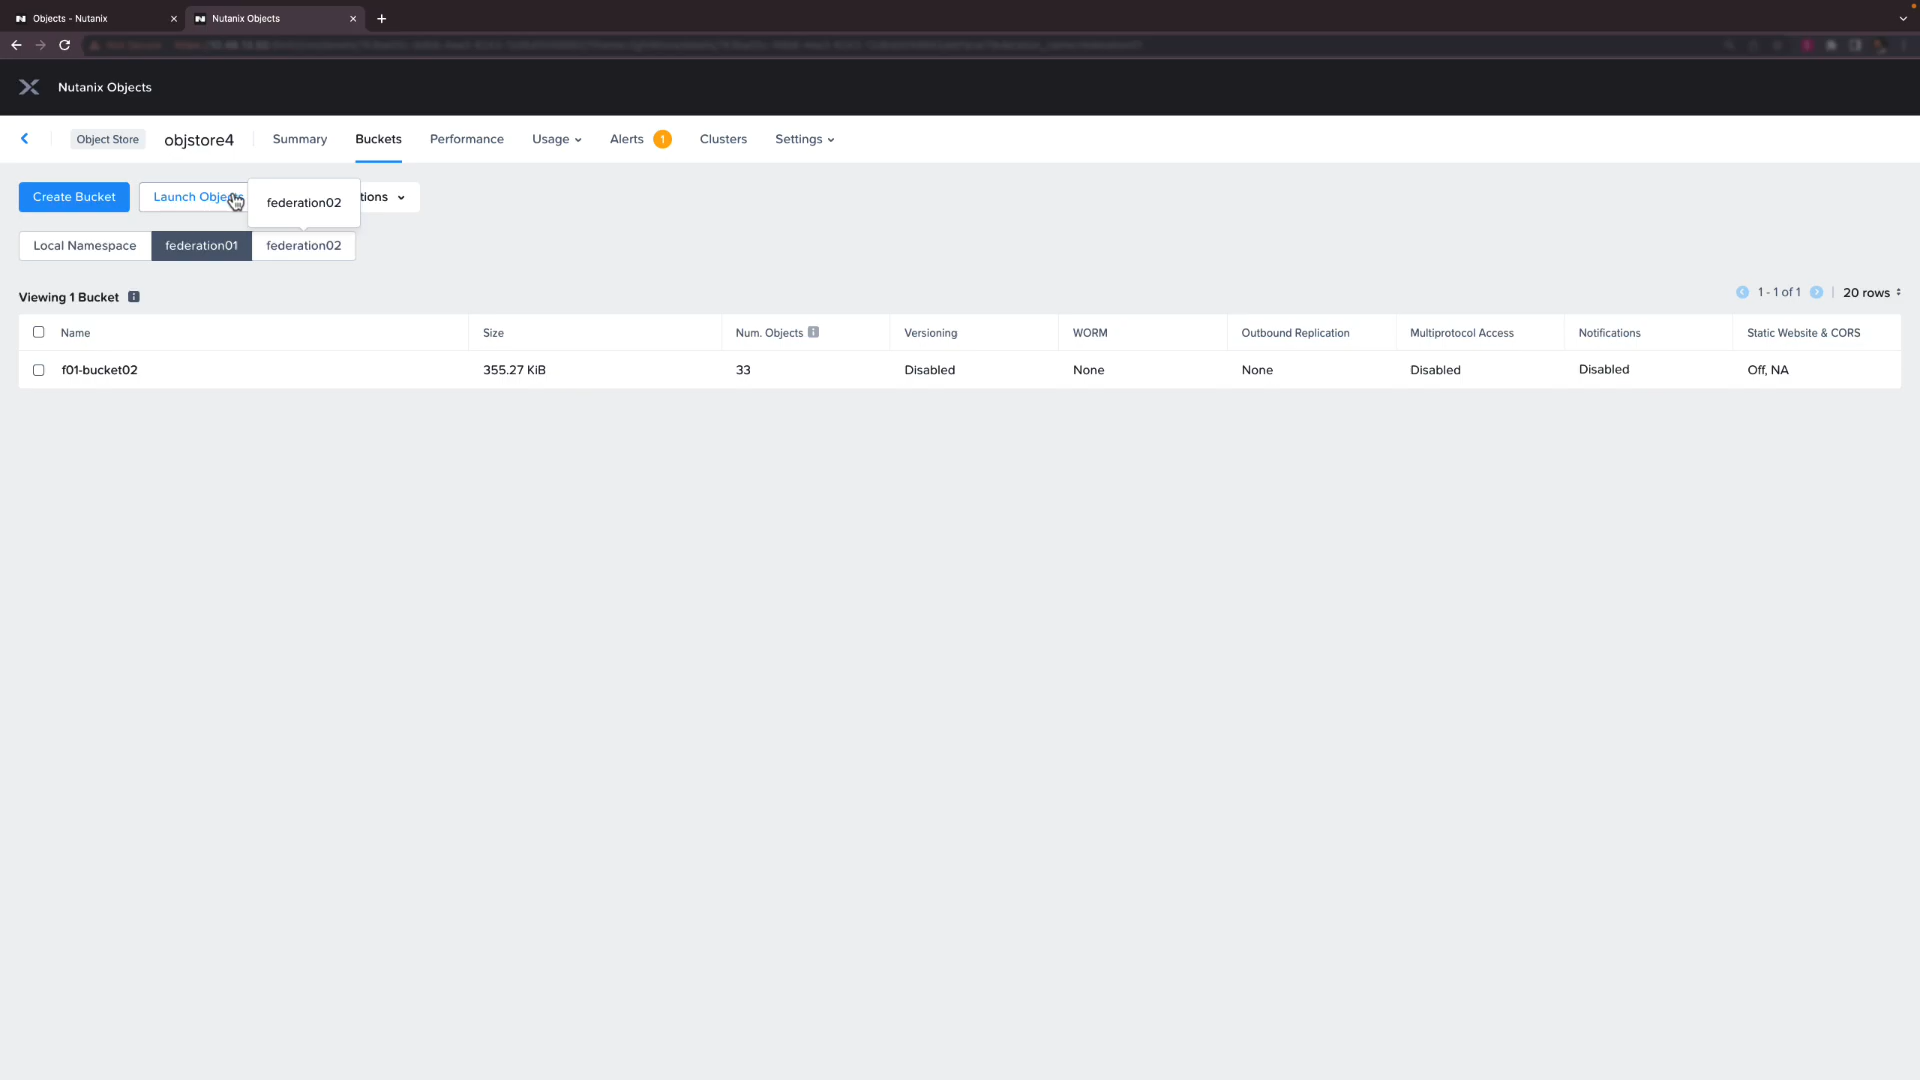 Objects - Nutanix
Nutanix Objects
Nutanix Objects
Object Store objstore4 Summary Buckets Performance Usage Alerts 1 Clusters Settings
Create Bucket Launch Objects federation02 tions
Local Namespace federation01 federation02
Viewing 1 Bucket 1 - 1 of 1 20 rows
Name Size Num. Objects Versioning WORM Outbound Replication Multiprotocol Access Notifications Static Website & CORS
f01-bucket02 355.27 KiB 33 Disabled None None Disabled Disabled Off, NA